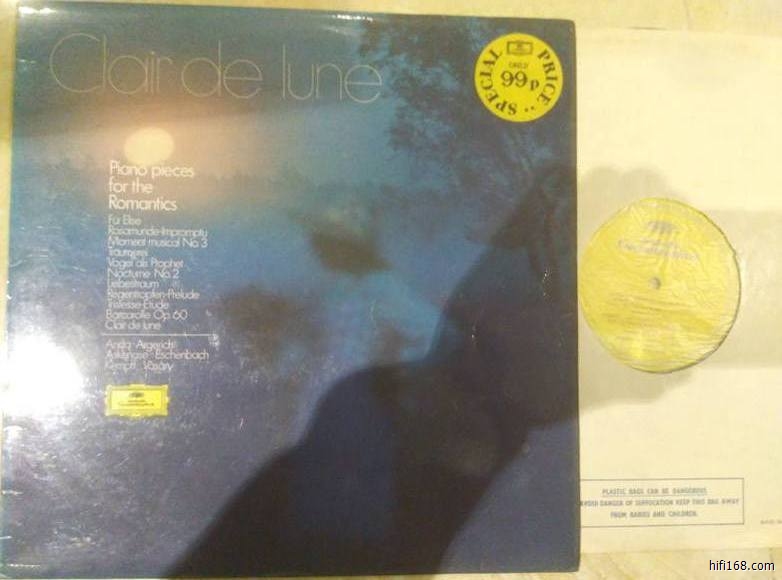 Clair de lune
SPECIAL PRICE
ONLY
99p
Piano pieces
for the
Romantics
Für Elise
Rosamunde-Impromptu
Moment musical No. 3
Träumerei
Vogel als Prophet
Nocturne No. 2
Liebestraum
Regentropfen-Prelude
Tristesse-Etude
Barcarolle Op. 60
Clair de lune
Anda · Argerich
Askenase · Eschenbach
Kempff · Vásáry
PLASTIC BAGS CAN BE DANGEROUS
AVOID DANGER OF SUFFOCATION KEEP THIS BAG AWAY
FROM BABIES AND CHILDREN.
hifi168.com